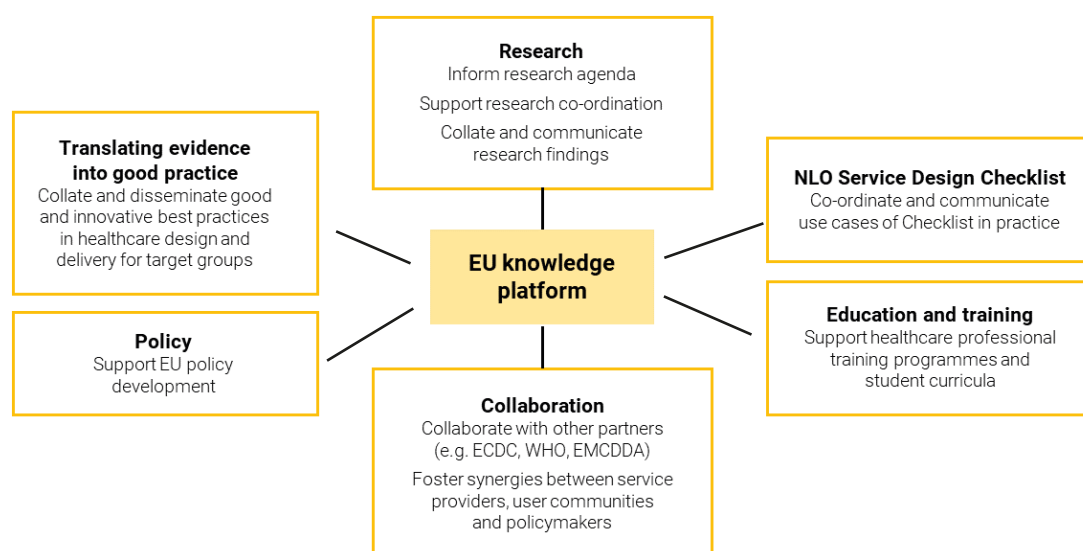 Research
Inform research agenda
Support research co-ordination
Collate and communicate
research findings
Translating evidence
into good practice
Collate and disseminate good
and innovative best practices
in healthcare design and
delivery for target groups
NLO Service Design Checklist
Co-ordinate and communicate
use cases of Checklist in practice
EU knowledge
platform
Policy
Support EU policy
development
Education and training
Support healthcare professional
training programmes and
student curricula
Collaboration
Collaborate with other partners
(e.g. ECDC, WHO, EMCDDA)
Foster synergies between service
providers, user communities
and policymakers